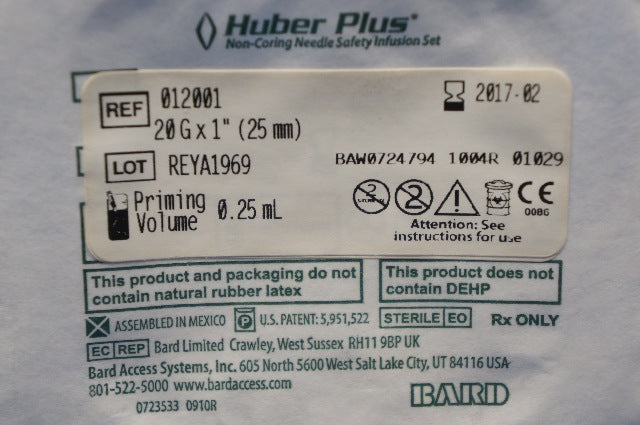 Huber Plus®
Non-Coring Needle Safety Infusion Set
REF 012001
20 G x 1" (25 mm)
2017-02
LOT REYA1969
BAW0724794 1004R 01029
Priming
Volume 0.25 mL
2 2 CE
0086
Attention: See
instructions for use
This product and packaging do not
contain natural rubber latex
This product does not
contain DEHP
ASSEMBLED IN MEXICO P U.S. PATENT: 5,951,522 STERILE EO Rx ONLY
EC REP Bard Limited Crawley, West Sussex RH11 9BP UK
Bard Access Systems, Inc. 605 North 5600 West Salt Lake City, UT 84116 USA
801-522-5000 www.bardaccess.com
BARD
0723533 0910R